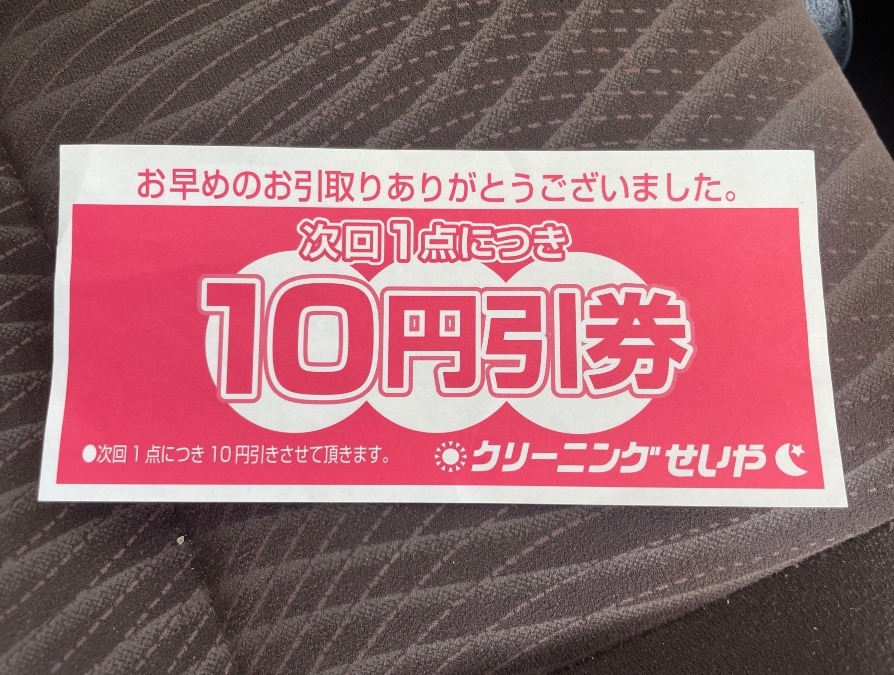 お早めのお引取りありがとうございました。
次回1点につき
10円引券
●次回1点につき10円引きさせて頂きます。
クリーニングせいや